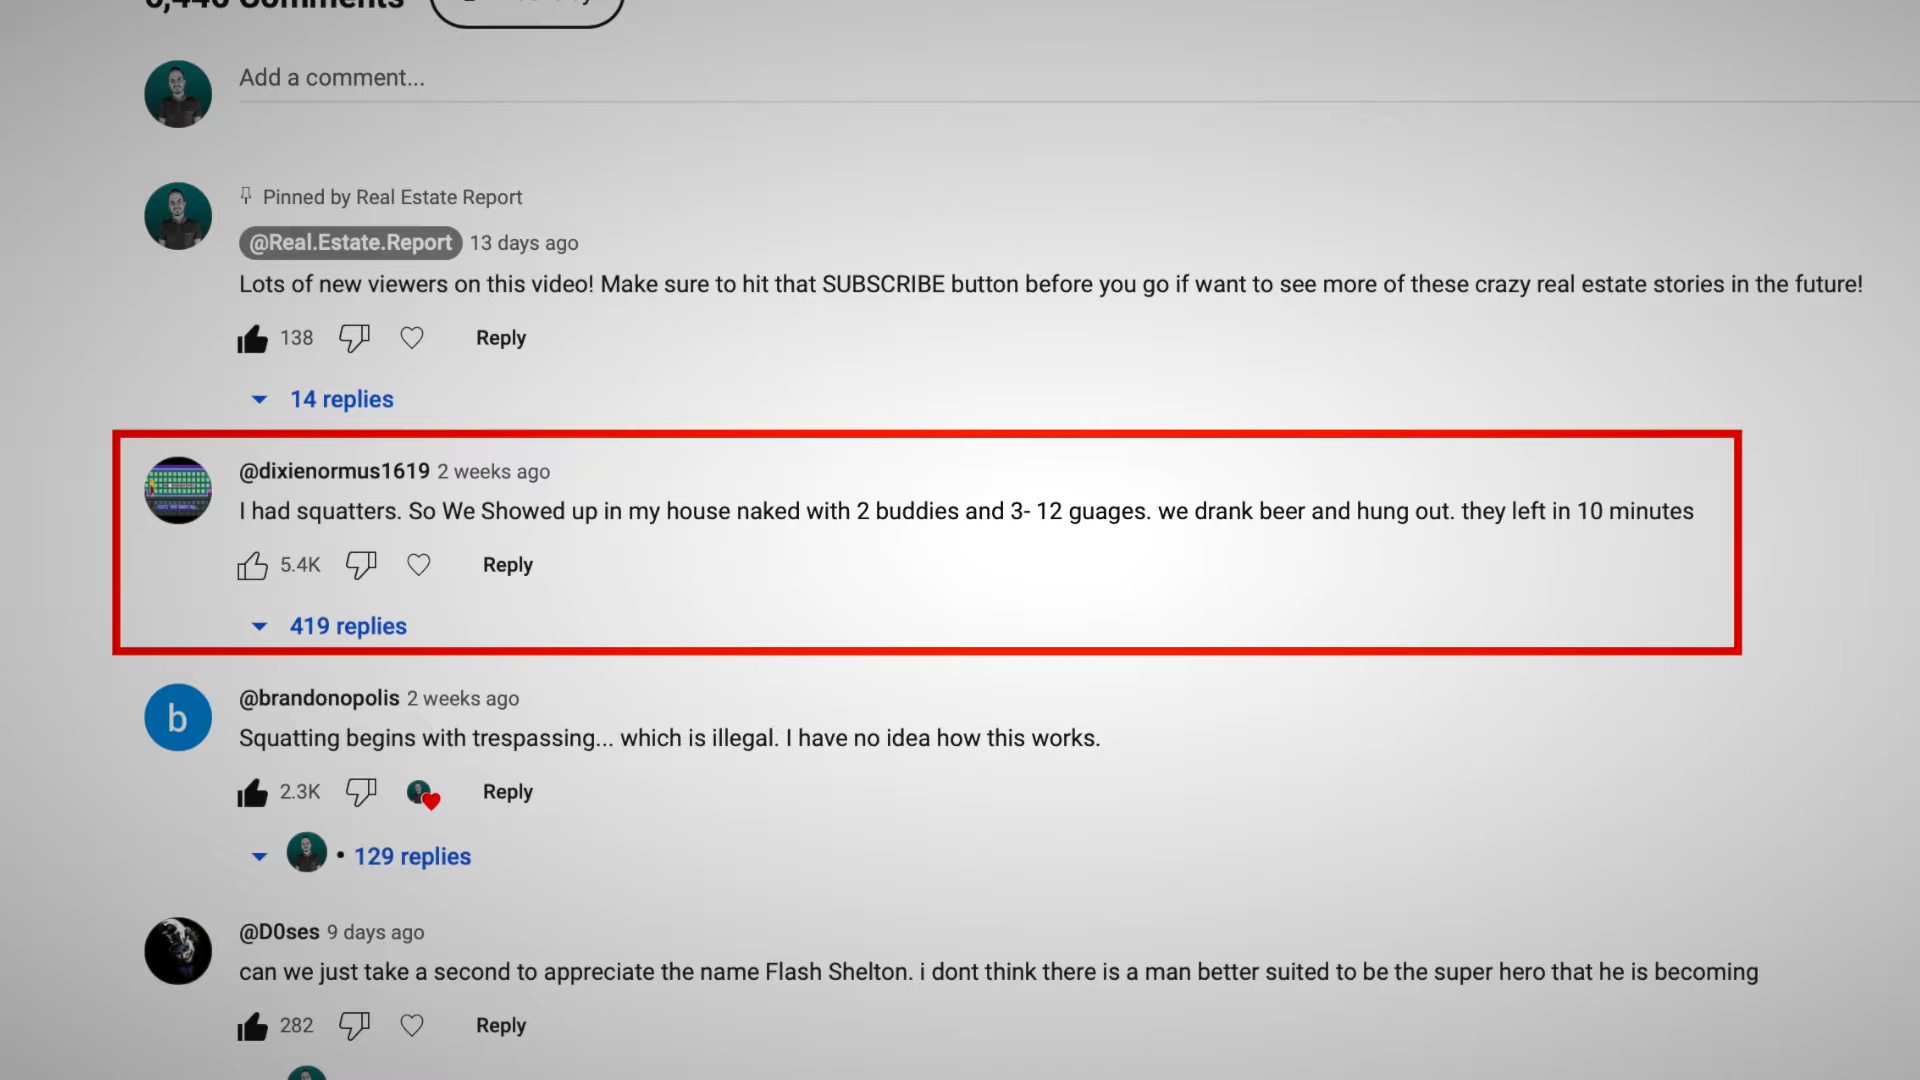 Comments
Add a comment...
Pinned by Real Estate Report
@Real.Estate.Report 13 days ago
Lots of new viewers on this video! Make sure to hit that SUBSCRIBE button before you go if want to see more of these crazy real estate stories in the future!
138 Reply
14 replies
@dixienormus1619 2 weeks ago
I had squatters. So We Showed up in my house naked with 2 buddies and 3- 12 guages. we drank beer and hung out. they left in 10 minutes
5.4K Reply
419 replies
b
@brandonopolis 2 weeks ago
Squatting begins with trespassing... which is illegal. I have no idea how this works.
2.3K Reply
• 129 replies
@D0ses 9 days ago
can we just take a second to appreciate the name Flash Shelton. i dont think there is a man better suited to be the super hero that he is becoming
282 Reply